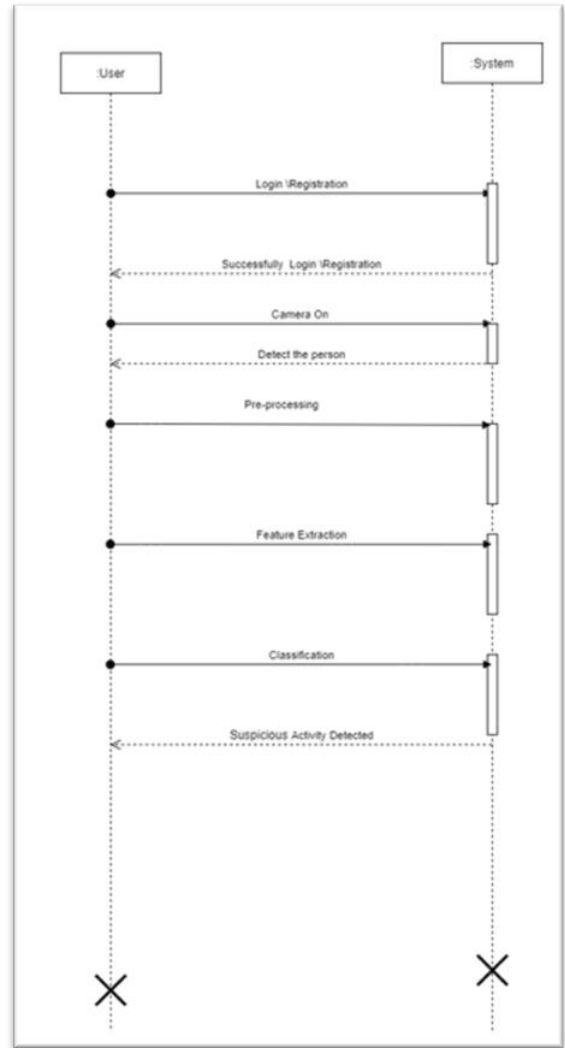 :User
:System
Login \Registration
Successfully Login \Registration
Camera On
Detect the person
Pre-processing
Feature Extraction
Classification
Suspicious Activity Detected